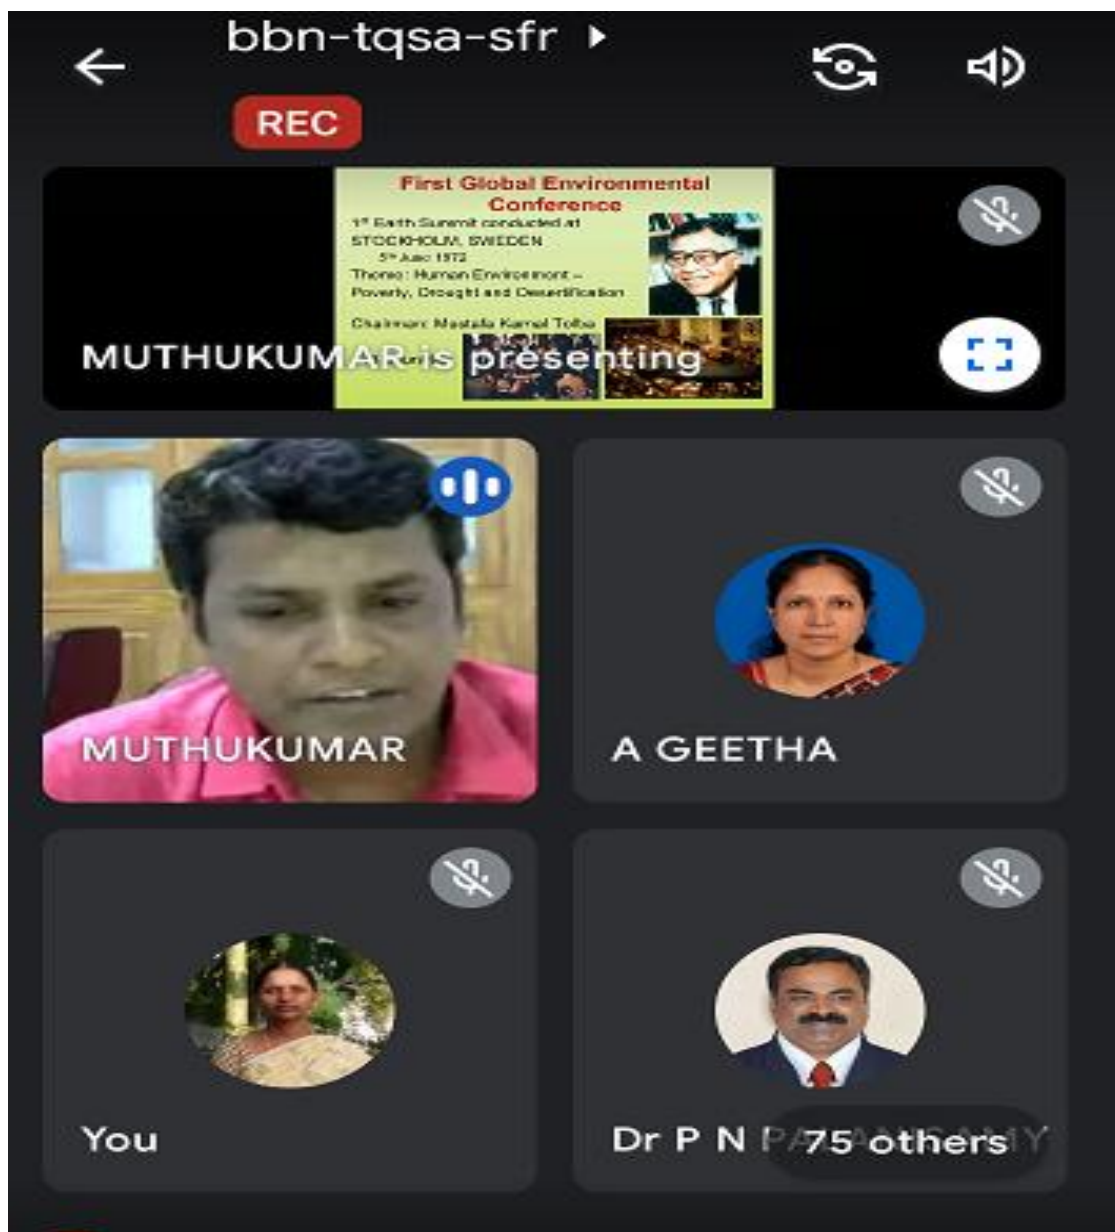 bbn-tqsa-sfr
REC
First Global Environmental
Conference
1st Earth Summit conducted at
STOCKHOLM, SWEDEN
5th June 1972
Theme: Human Environment –
Poverty, Drought and Desertification
Chairman: Mastafa Kamal Tolba
MUTHUKUMAR is presenting
MUTHUKUMAR
A GEETHA
You
Dr P N
75 others